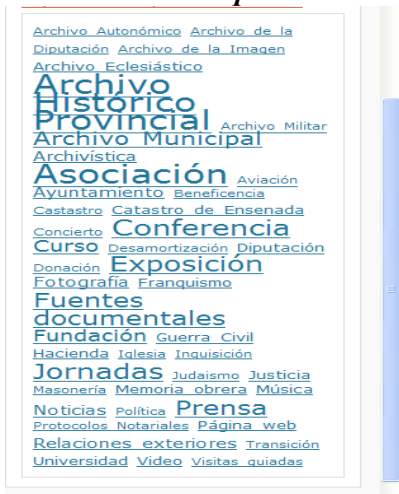 Archivo Autonómico Archivo de la
Diputación Archivo de la Imagen
Archivo Eclesiástico
Archivo
Histórico
Provincial Archivo Militar
Archivo Municipal
Archivística
Asociación Aviación
Ayuntamiento Beneficencia
Castastro Catastro de Ensenada
Concierto Conferencia
Curso Desamortización Diputación
Donación Exposición
Fotografía Franquismo
Fuentes
documentales
Fundación Guerra Civil
Hacienda Iglesia Inquisición
Jornadas Judaismo Justicia
Masonería Memoria obrera Música
Noticias Política Prensa
Protocolos Notariales Página web
Relaciones exteriores Transición
Universidad Video Visitas guiadas